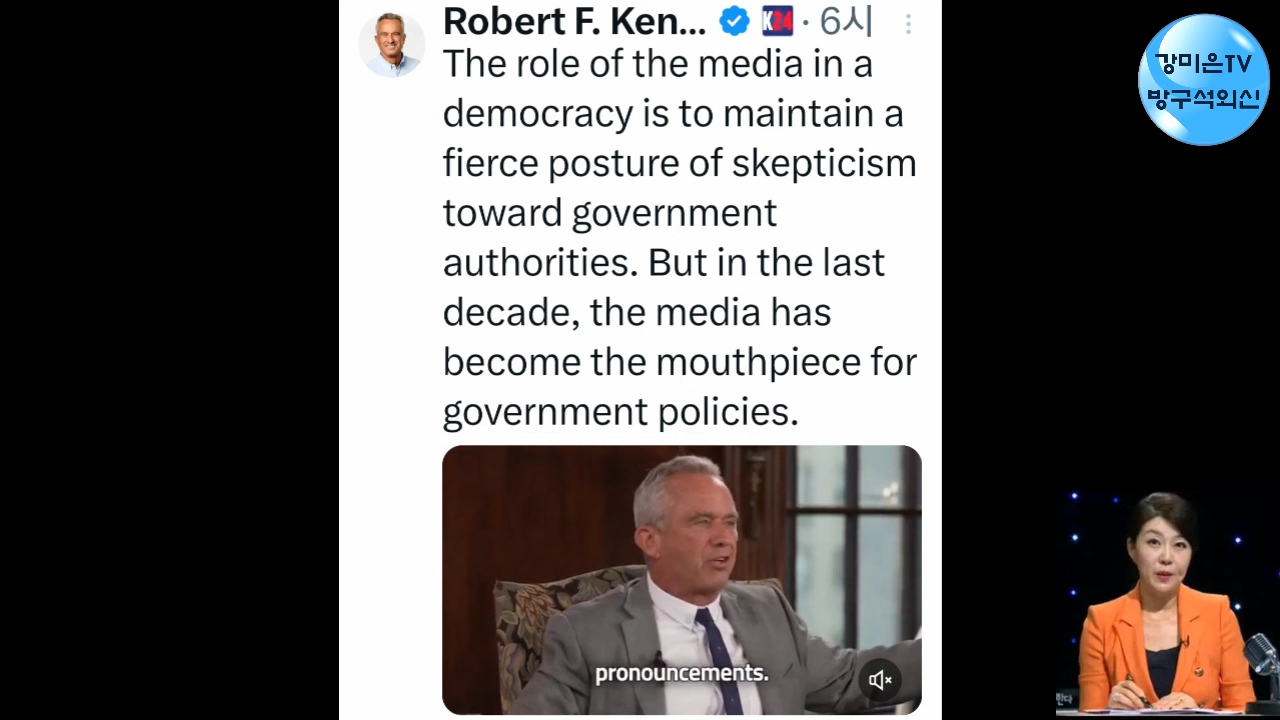 Robert F. Ken... K24 · 6시
The role of the media in a
democracy is to maintain a
fierce posture of skepticism
toward government
authorities. But in the last
decade, the media has
become the mouthpiece for
government policies.
pronouncements.
강미은TV
방구석외신
한다